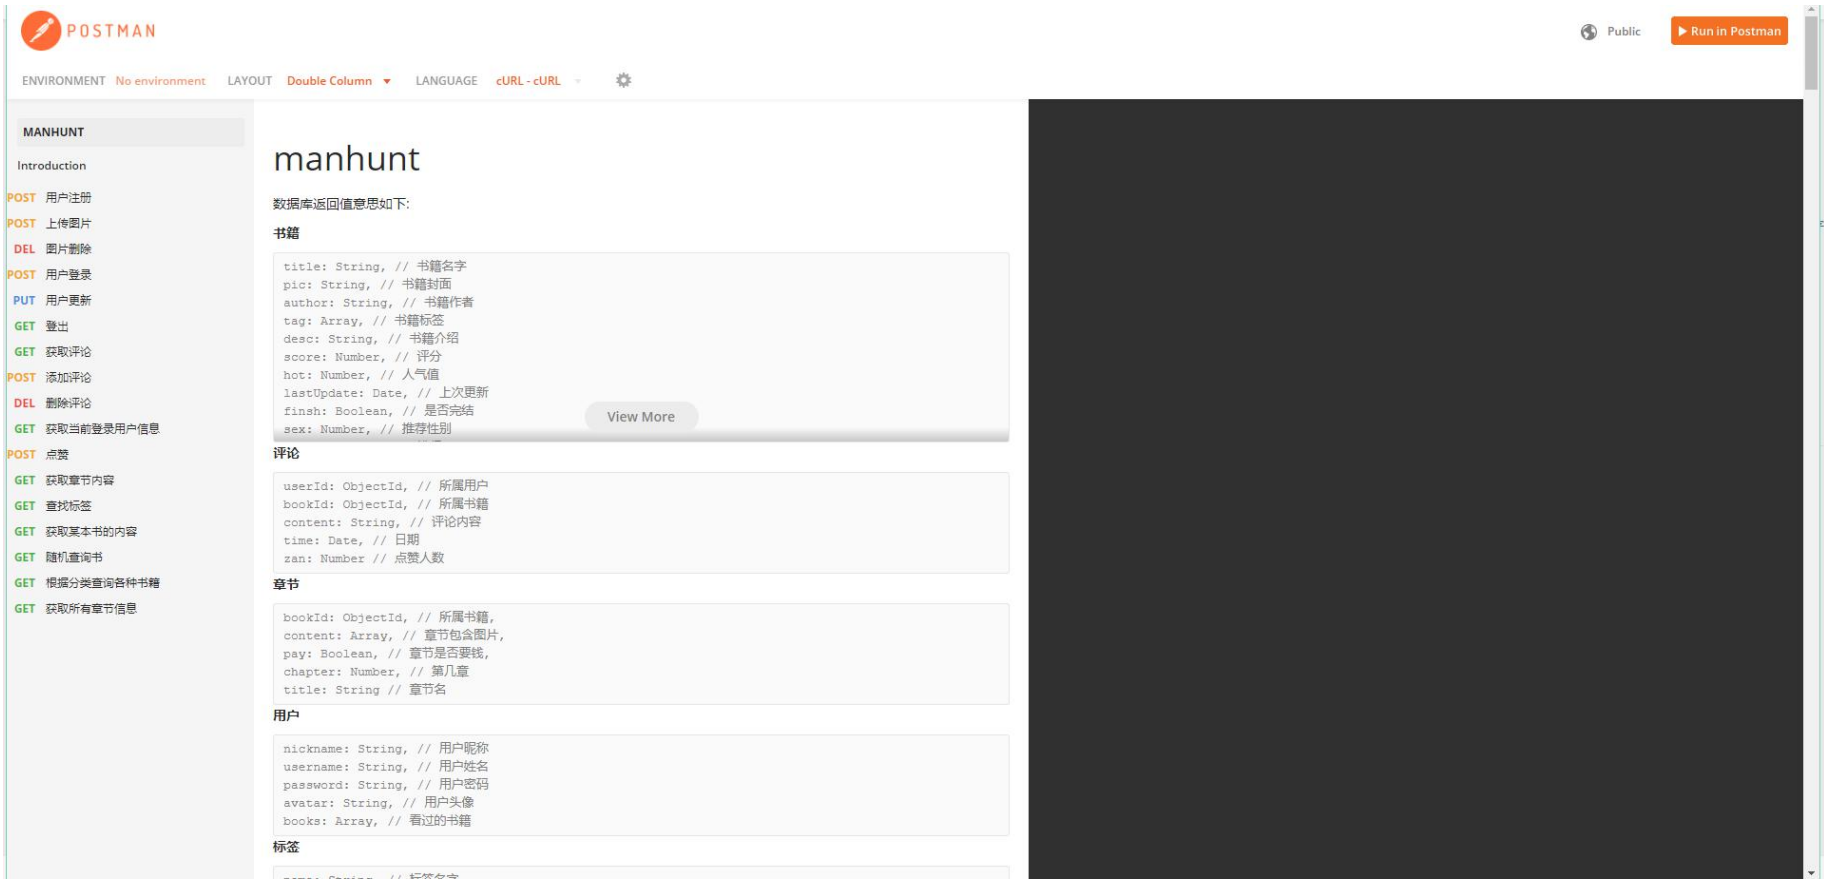 POSTMAN
Public
Run in Postman
ENVIRONMENT No environment LAYOUT Double Column LANGUAGE cURL - cURL
MANHUNT
Introduction
POST 用户注册
POST 上传图片
DEL 图片删除
POST 用户登录
PUT 用户更新
GET 登出
GET 获取评论
POST 添加评论
DEL 删除评论
GET 获取当前登录用户信息
POST 点赞
GET 获取章节内容
GET 查找标签
GET 获取某本书的内容
GET 随机查询书
GET 根据分类查询各种书籍
GET 获取所有章节信息
manhunt
数据库返回值意思如下:
书籍
title: String, // 书籍名字
pic: String, // 书籍封面
author: String, // 书籍作者
tag: Array, // 书籍标签
desc: String, // 书籍介绍
score: Number, // 评分
hot: Number, // 人气值
lastUpdate: Date, // 上次更新
finsh: Boolean, // 是否完结
sex: Number, // 推荐性别
View More
评论
userId: ObjectId, // 所属用户
bookId: ObjectId, // 所属书籍
content: String, // 评论内容
time: Date, // 日期
zan: Number // 点赞人数
章节
bookId: ObjectId, // 所属书籍,
content: Array, // 章节包含图片,
pay: Boolean, // 章节是否要钱,
chapter: Number, // 第几章
title: String // 章节名
用户
nickname: String, // 用户昵称
username: String, // 用户姓名
password: String, // 用户密码
avatar: String, // 用户头像
books: Array, // 看过的书籍
标签
name: String, // 标签名字